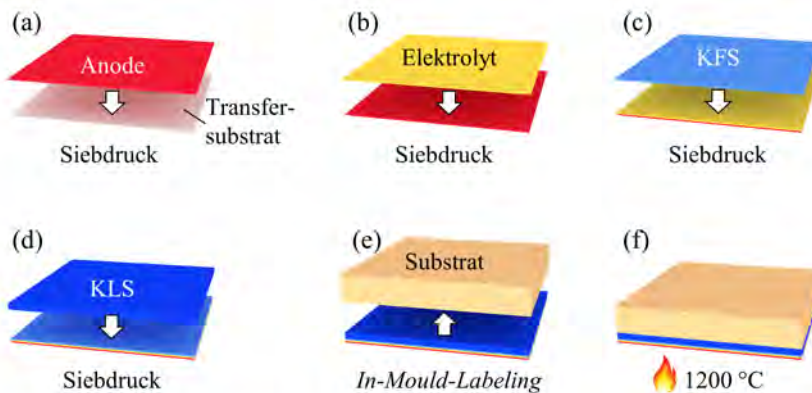 (a)
Anode
Transfer-
substrat
Siebdruck
(b)
Elektrolyt
Siebdruck
(c)
KFS
Siebdruck
(d)
KLS
Siebdruck
(e)
Substrat
In-Mould-Labeling
(f)
1200 °C